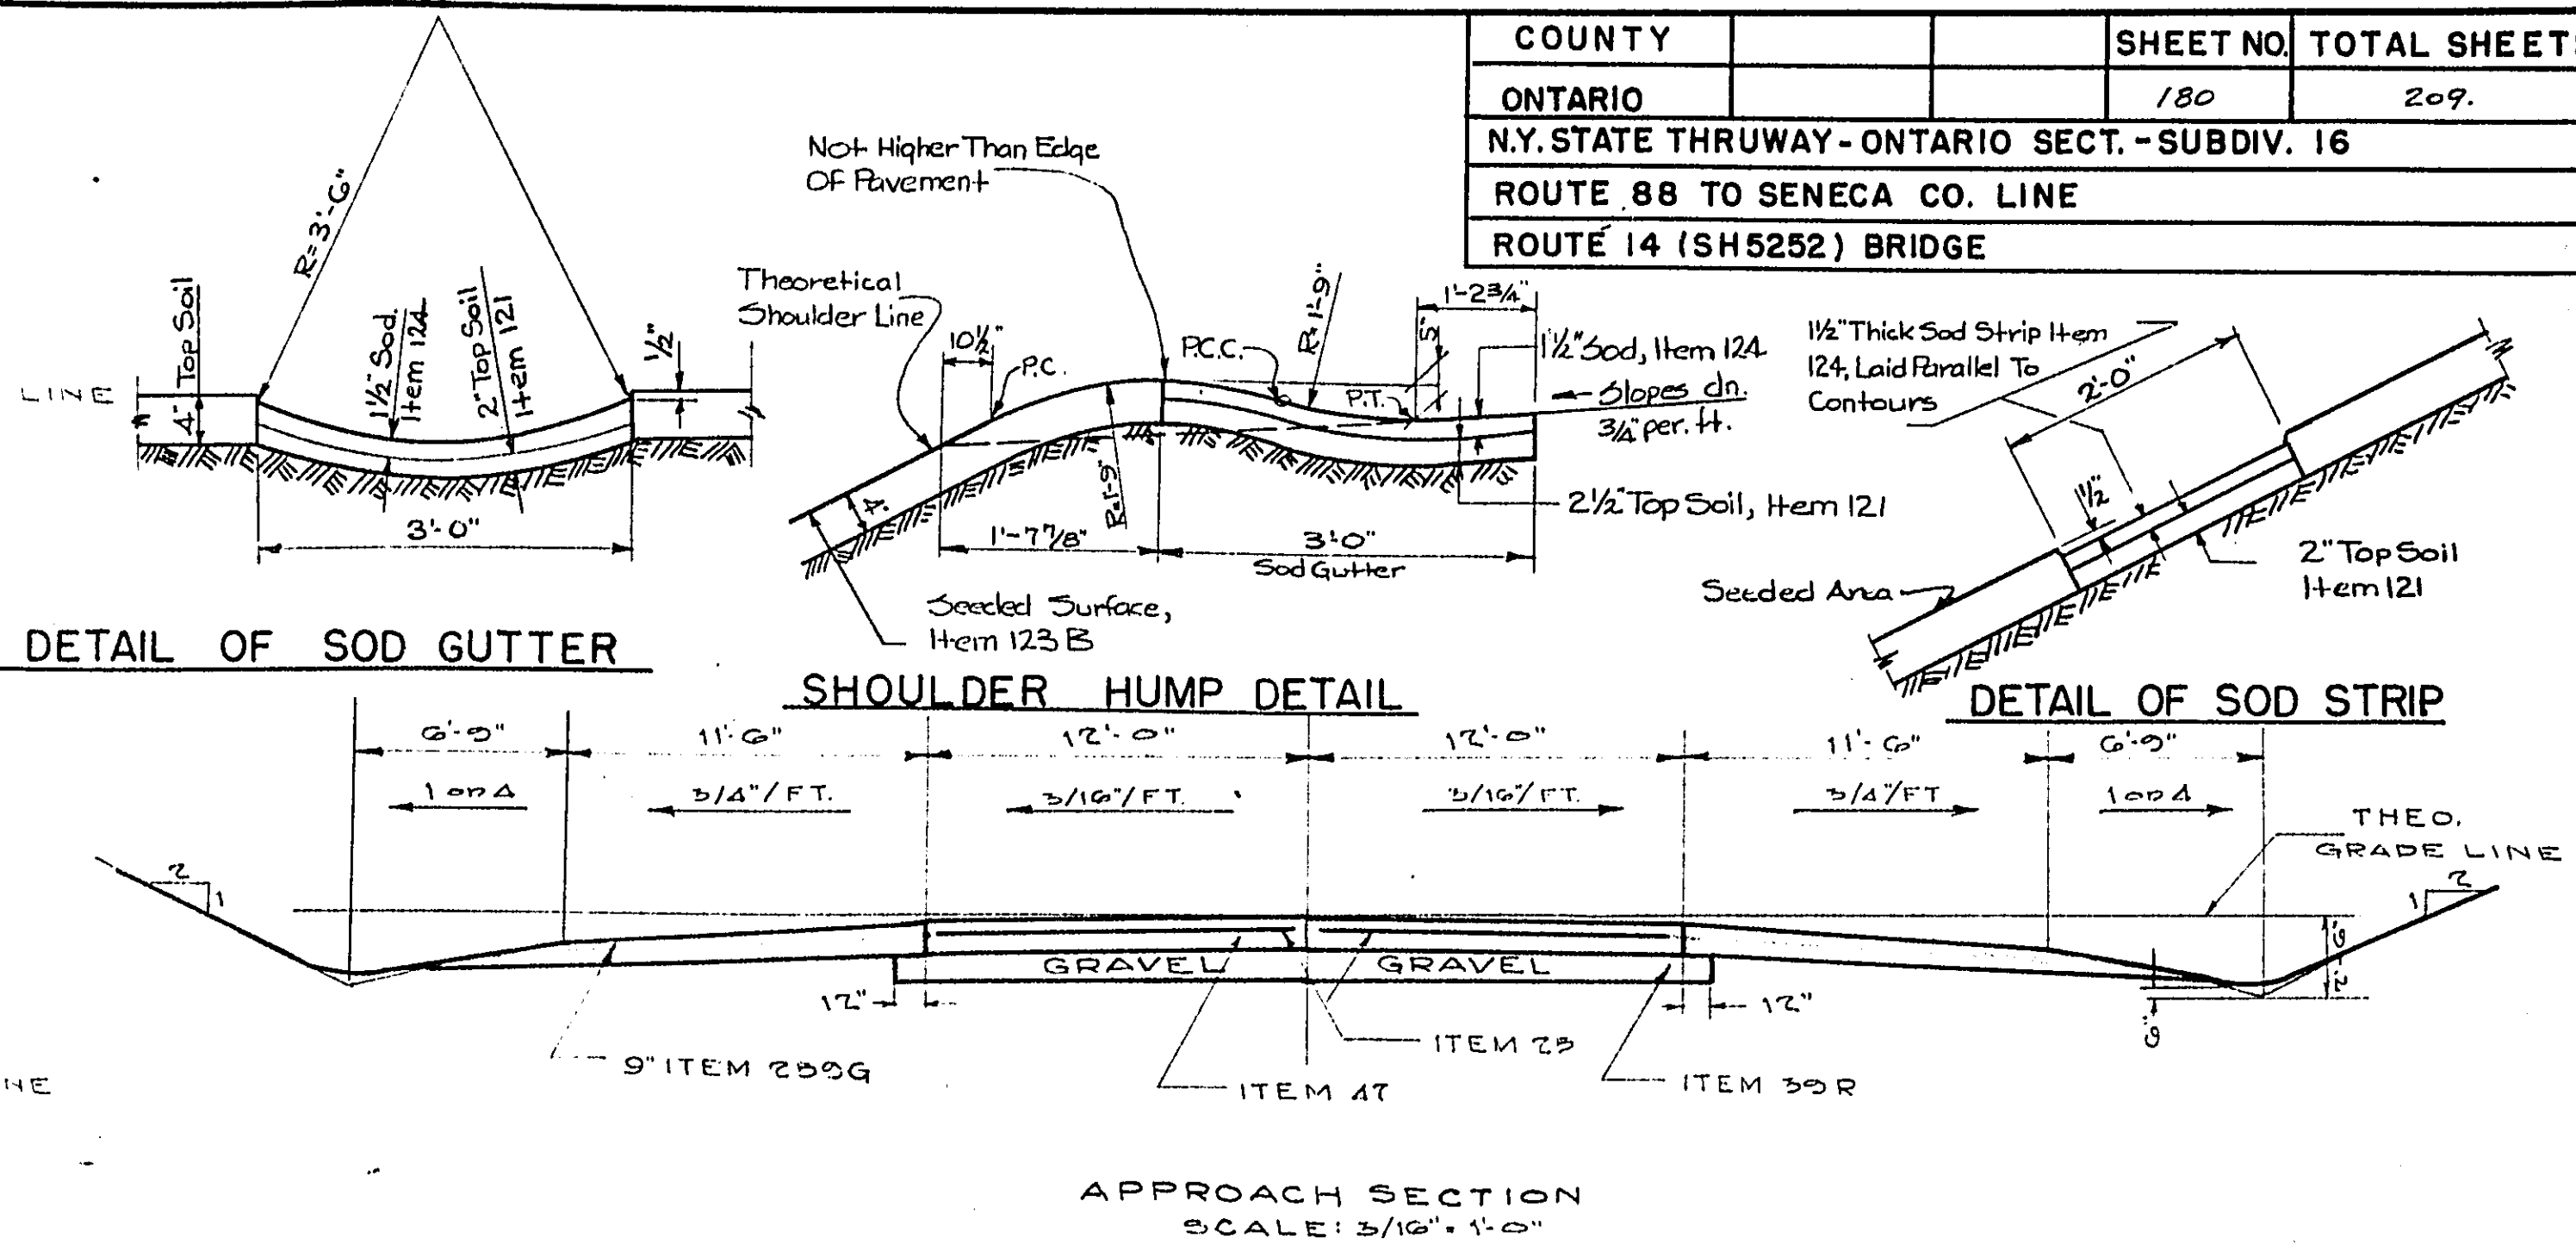 COUNTY
SHEET NO.
TOTAL SHEETS
ONTARIO
180
209.
N.Y. STATE THRUWAY - ONTARIO SECT. - SUBDIV. 16
ROUTE 88 TO SENECA CO. LINE
ROUTE 14 (SH5252) BRIDGE
R=3'-6"
4" Top Soil
1½" Sod
Item 124
2" Top Soil
Item 121
½"
LINE
3'-0"
DETAIL OF SOD GUTTER
Not Higher Than Edge
Of Pavement
Theoretical
Shoulder Line
10½"
P.C.
P.C.C.
R=1'-9"
1'-2¾"
5"
P.T.
1½" Sod, Item 124
Slopes dn.
¾" per. ft.
4"
R=1'-9"
2½" Top Soil, Item 121
1'-7⅞"
3'-0"
Sod Gutter
Seeded Surface,
Item 123 B
SHOULDER HUMP DETAIL
1½" Thick Sod Strip Item
124, Laid Parallel To
Contours
2'-0"
½"
2" Top Soil
Item 121
Seeded Area
DETAIL OF SOD STRIP
6'-9"
11'-6"
12'-0"
12'-0"
11'-6"
6'-9"
1 on 4
3/4"/FT.
3/16"/FT.
3/16"/FT.
3/4"/FT
1 on 4
THEO.
GRADE LINE
2
1
2
1
GRAVEL
GRAVEL
12"
12"
2'-9"
6"
9" ITEM 239G
ITEM 47
ITEM 23
ITEM 39R
NE
APPROACH SECTION
SCALE: 3/16" = 1'-0"